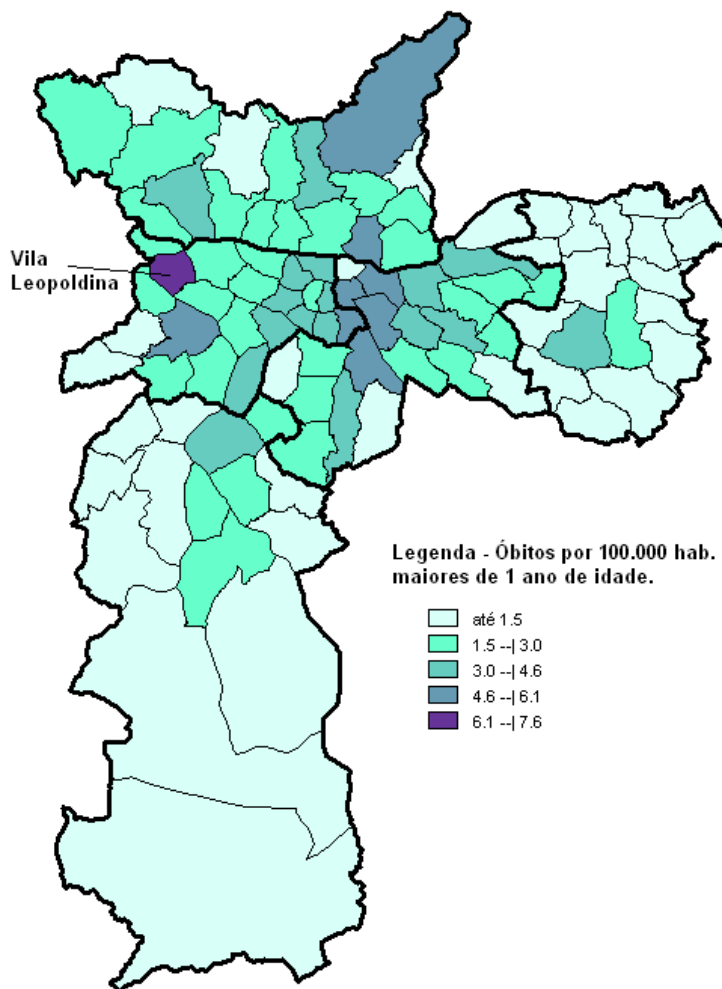 Vila
Leopoldina
Legenda - Óbitos por 100.000 hab.
maiores de 1 ano de idade.
até 1.5
1.5 --| 3.0
3.0 --| 4.6
4.6 --| 6.1
6.1 --| 7.6